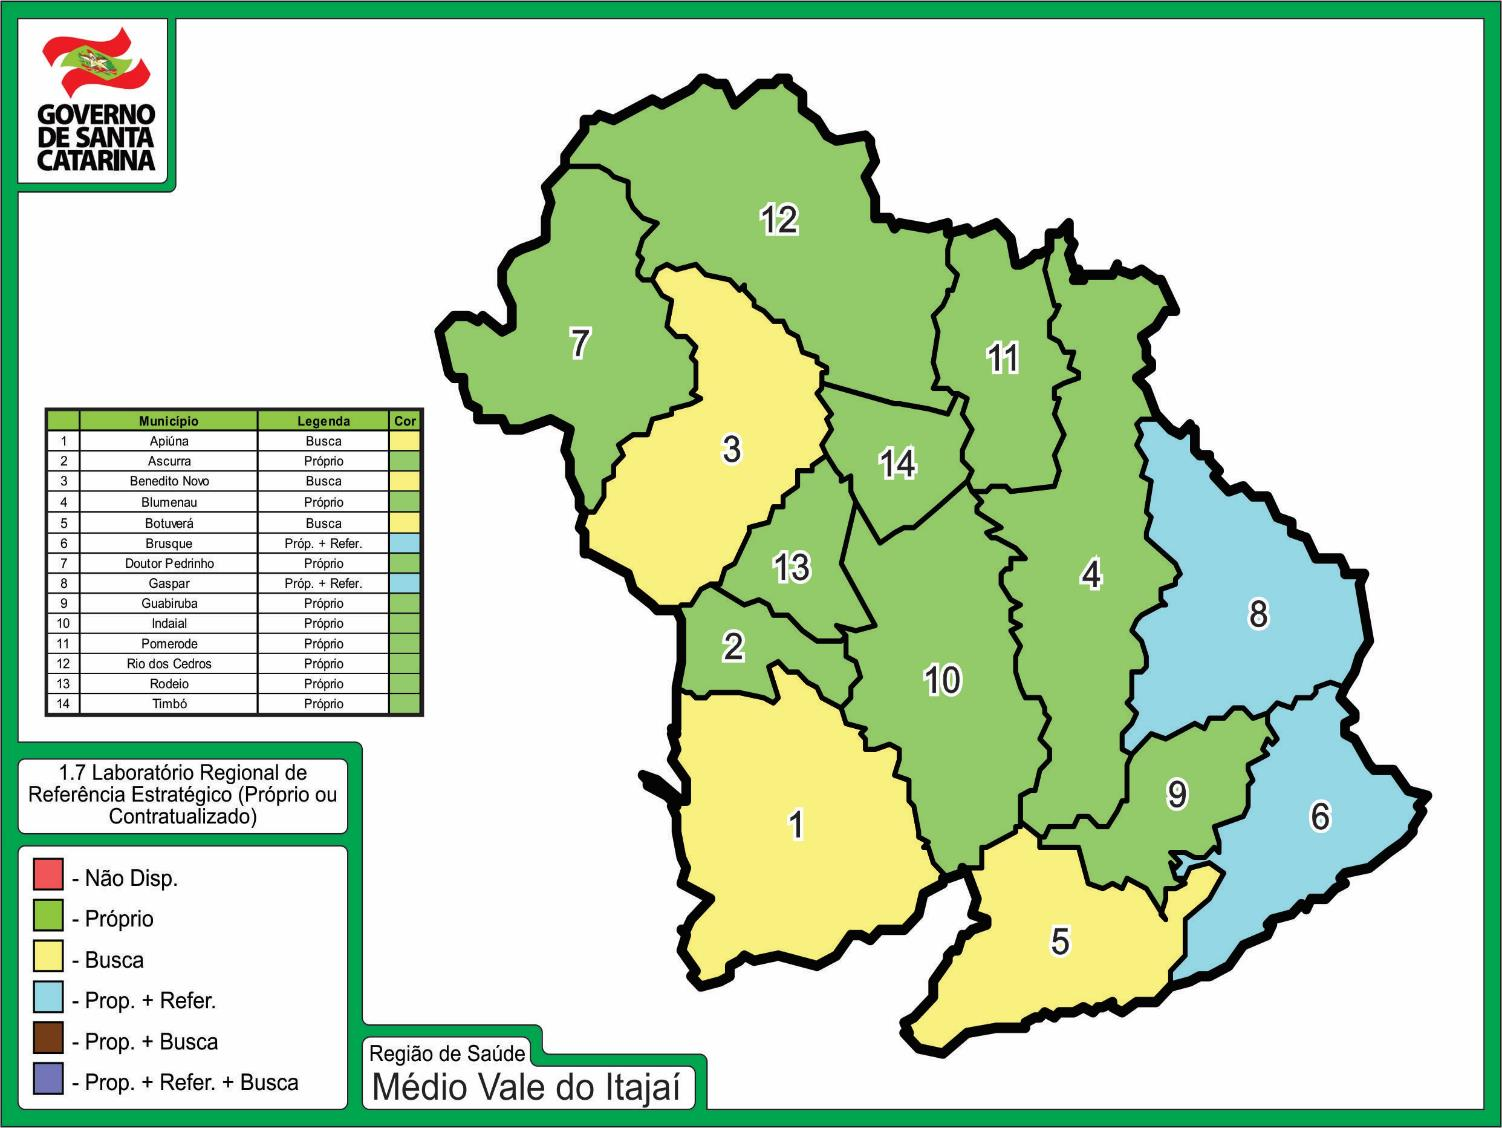 GOVERNO
DE SANTA
CATARINA
12
11
7
3
14
13
4
8
2
10
9
6
1
5
Município Legenda Cor
1 Apiúna Busca
2 Ascurra Próprio
3 Benedito Novo Busca
4 Blumenau Próprio
5 Botuverá Busca
6 Brusque Próp. + Refer.
7 Doutor Pedrinho Próprio
8 Gaspar Próp. + Refer.
9 Guabiruba Próprio
10 Indaial Próprio
11 Pomerode Próprio
12 Rio dos Cedros Próprio
13 Rodeio Próprio
14 Timbó Próprio
1.7 Laboratório Regional de
Referência Estratégico (Próprio ou
Contratualizado)
- Não Disp.
- Próprio
- Busca
- Prop. + Refer.
- Prop. + Busca
- Prop. + Refer. + Busca
Região de Saúde
Médio Vale do Itajaí